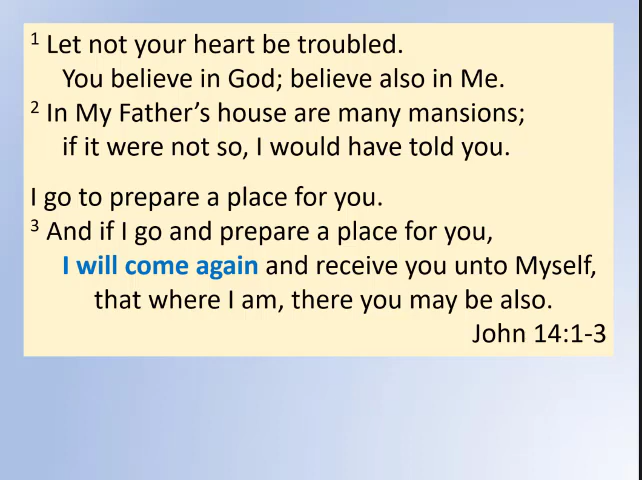 1 Let not your heart be troubled.
You believe in God; believe also in Me.
2 In My Father’s house are many mansions;
if it were not so, I would have told you.
I go to prepare a place for you.
3 And if I go and prepare a place for you,
I will come again and receive you unto Myself,
that where I am, there you may be also.
John 14:1-3